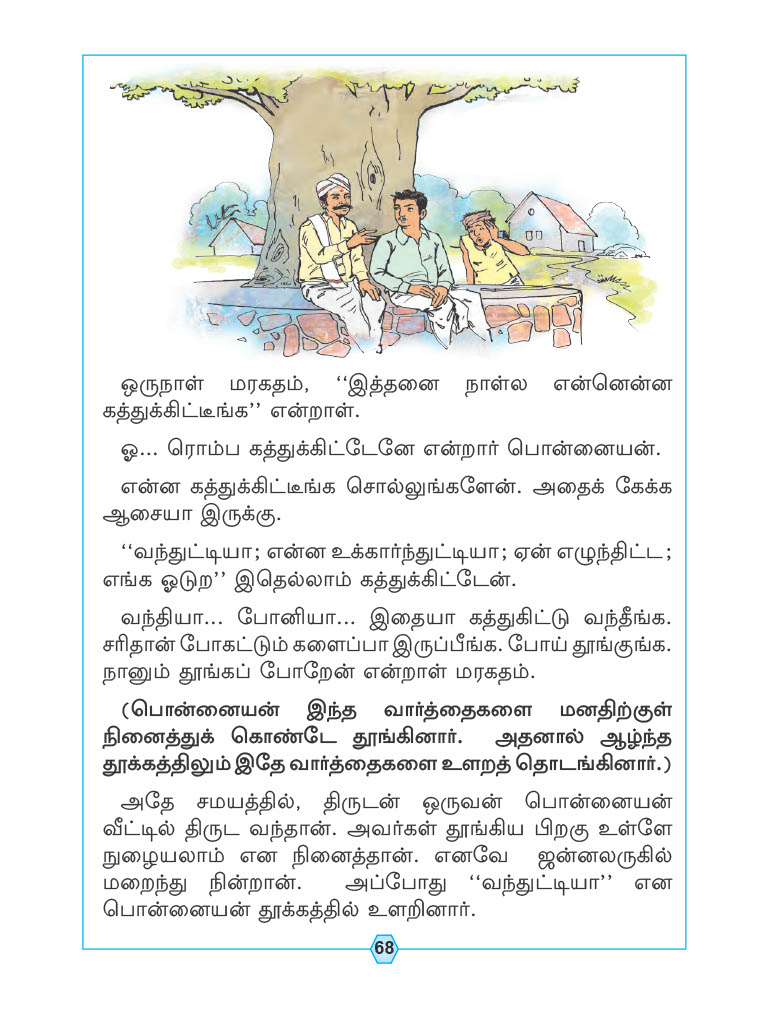 ஒருநாள் மரகதம், ‘‘இத்தனை நாள்ல என்னென்ன
கத்துக்கிட்டீங்க’’ என்றாள்.
ஓ... ரொம்ப கத்துக்கிட்டேனே என்றார் பொன்னையன்.
என்ன கத்துக்கிட்டீங்க சொல்லுங்களேன். அதைக் கேக்க
ஆசையா இருக்கு.
‘‘வந்துட்டியா; என்ன உக்கார்ந்துட்டியா; ஏன் எழுந்திட்ட;
எங்க ஓடுற’’ இதெல்லாம் கத்துக்கிட்டேன்.
வந்தியா... போனியா... இதையா கத்துகிட்டு வந்தீங்க.
சரிதான் போகட்டும் களைப்பா இருப்பீங்க. போய் தூங்குங்க.
நானும் தூங்கப் போறேன் என்றாள் மரகதம்.
(பொன்னையன் இந்த வார்த்தைகளை மனதிற்குள்
நினைத்துக் கொண்டே தூங்கினார். அதனால் ஆழ்ந்த
தூக்கத்திலும் இதே வார்த்தைகளை உளறத் தொடங்கினார்.)
அதே சமயத்தில், திருடன் ஒருவன் பொன்னையன்
வீட்டில் திருட வந்தான். அவர்கள் தூங்கிய பிறகு உள்ளே
நுழையலாம் என நினைத்தான். எனவே ஜன்னலருகில்
மறைந்து நின்றான். அப்போது ‘‘வந்துட்டியா’’ என
பொன்னையன் தூக்கத்தில் உளறினார்.
68